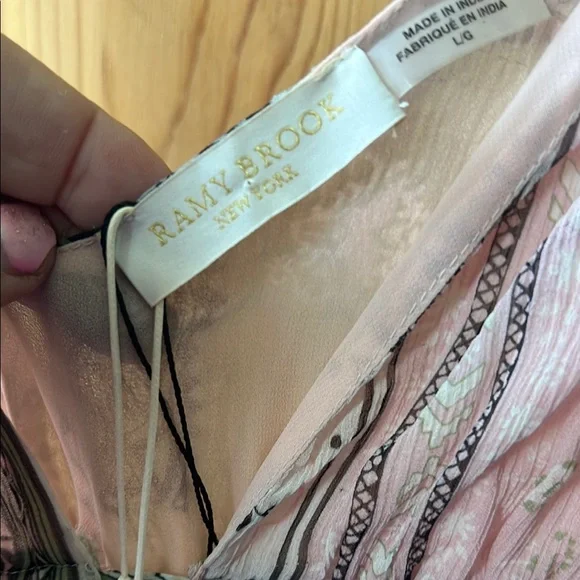 RAMY BROOK
NEW YORK
MADE IN INDIA
FABRIQUÉ EN INDIA
L/G